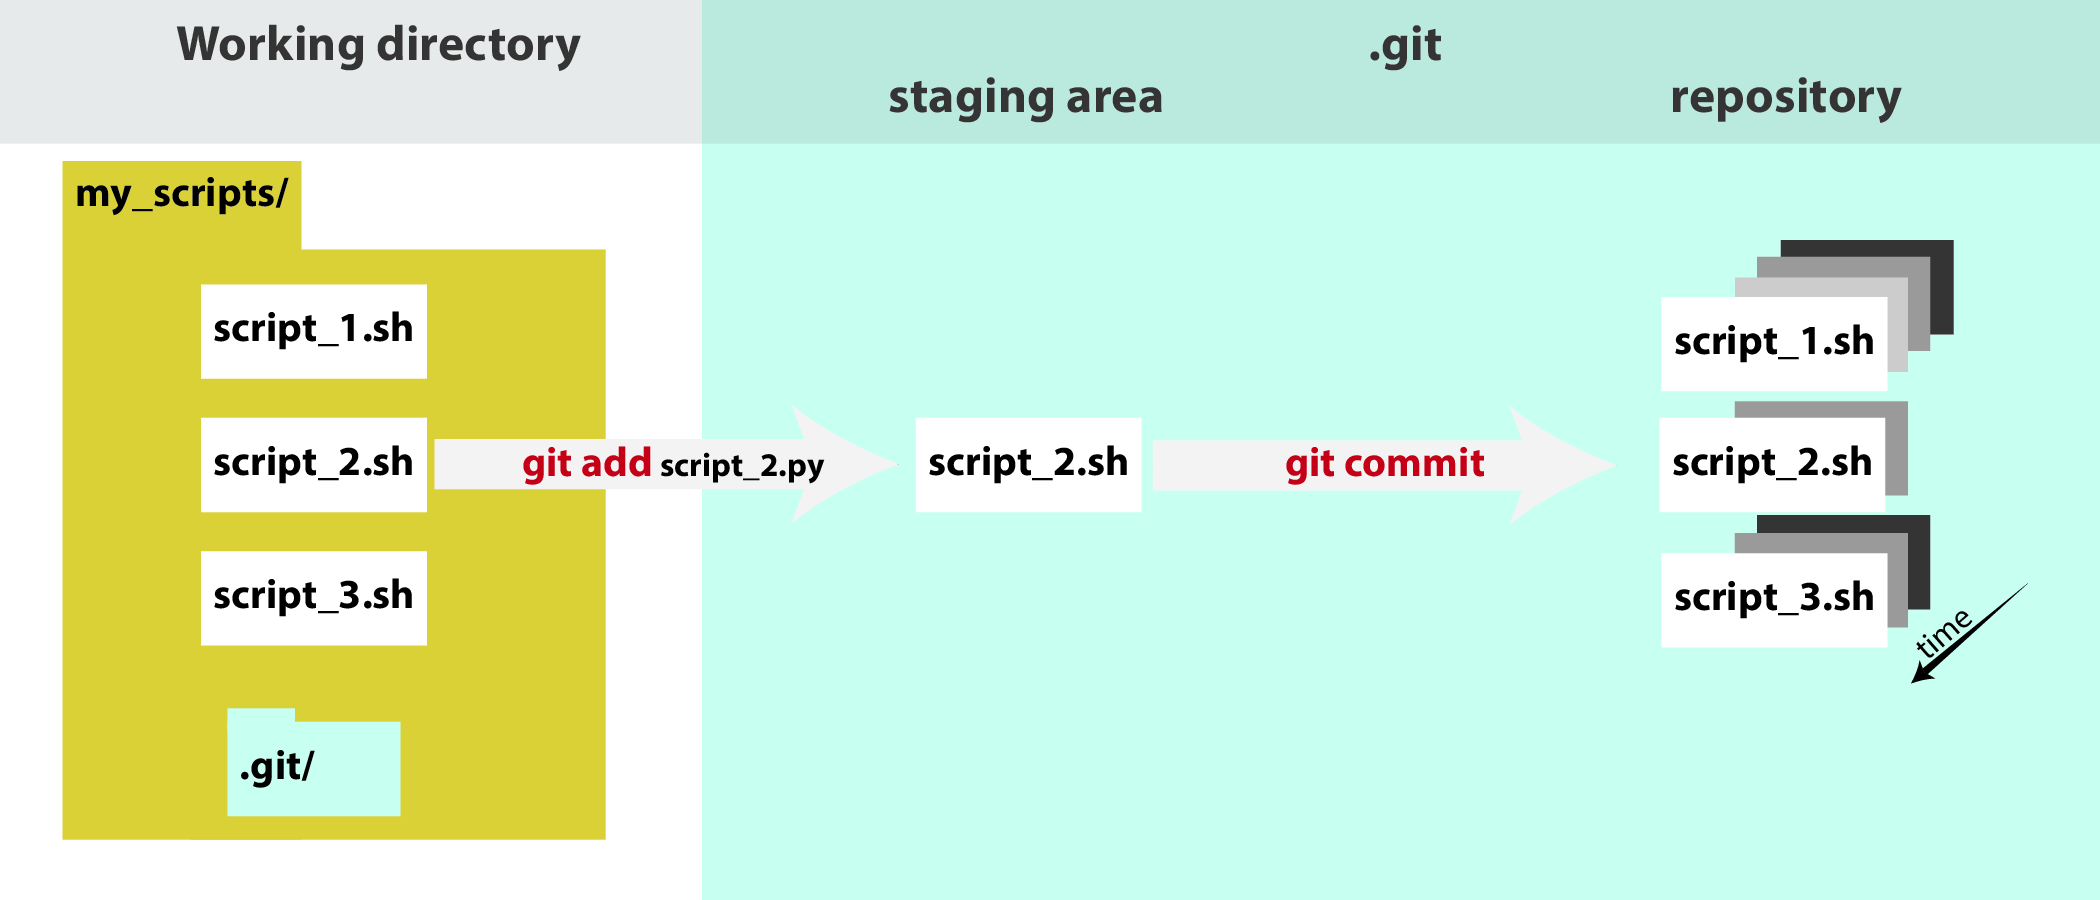 Working directory
.git
staging area
repository
my_scripts/
script_1.sh
script_2.sh
script_3.sh
.git/
git add script_2.py
script_2.sh
git commit
script_1.sh
script_2.sh
script_3.sh
time